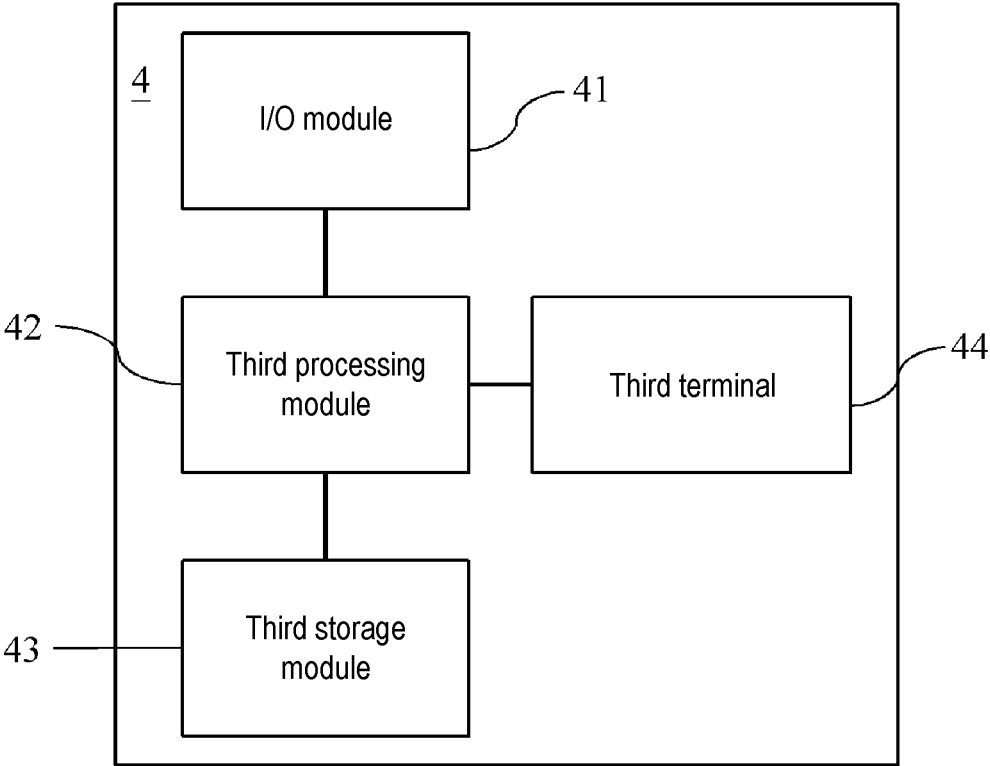 4
I/O module
41
42
Third processing
module
Third terminal
44
43
Third storage
module